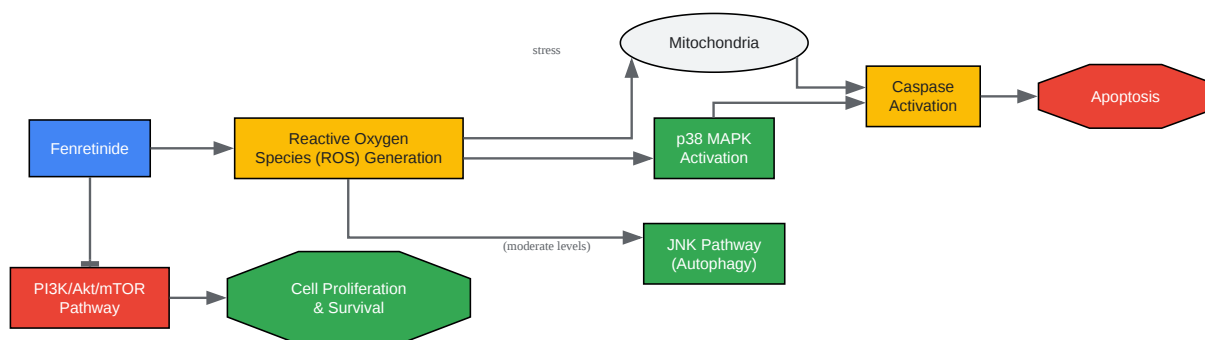 stress
Mitochondria
Caspase
Activation
Apoptosis
Fenretinide
Reactive Oxygen
Species (ROS) Generation
p38 MAPK
Activation
(moderate levels)
JNK Pathway
(Autophagy)
PI3K/Akt/mTOR
Pathway
Cell Proliferation
& Survival